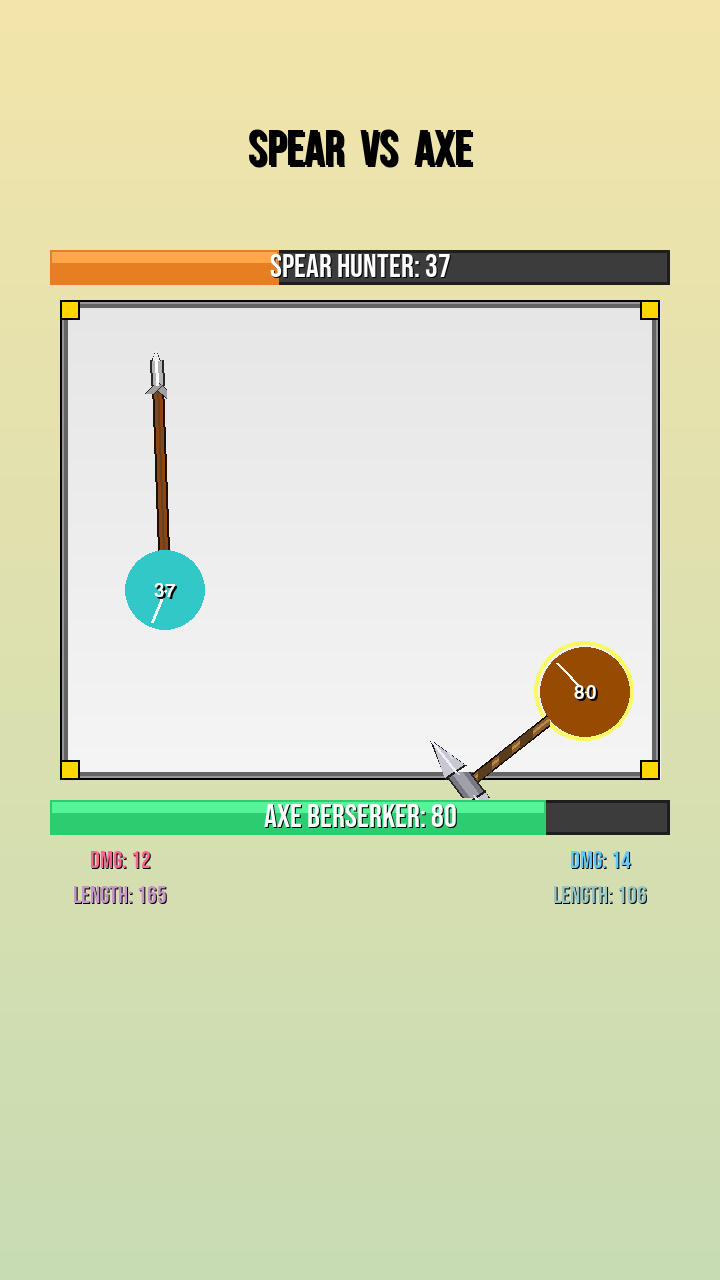 SPEAR VS AXE
SPEAR HUNTER: 37
37
80
AXE BERSERKER: 80
DMG: 12
DMG: 14
LENGTH: 165
LENGTH: 106